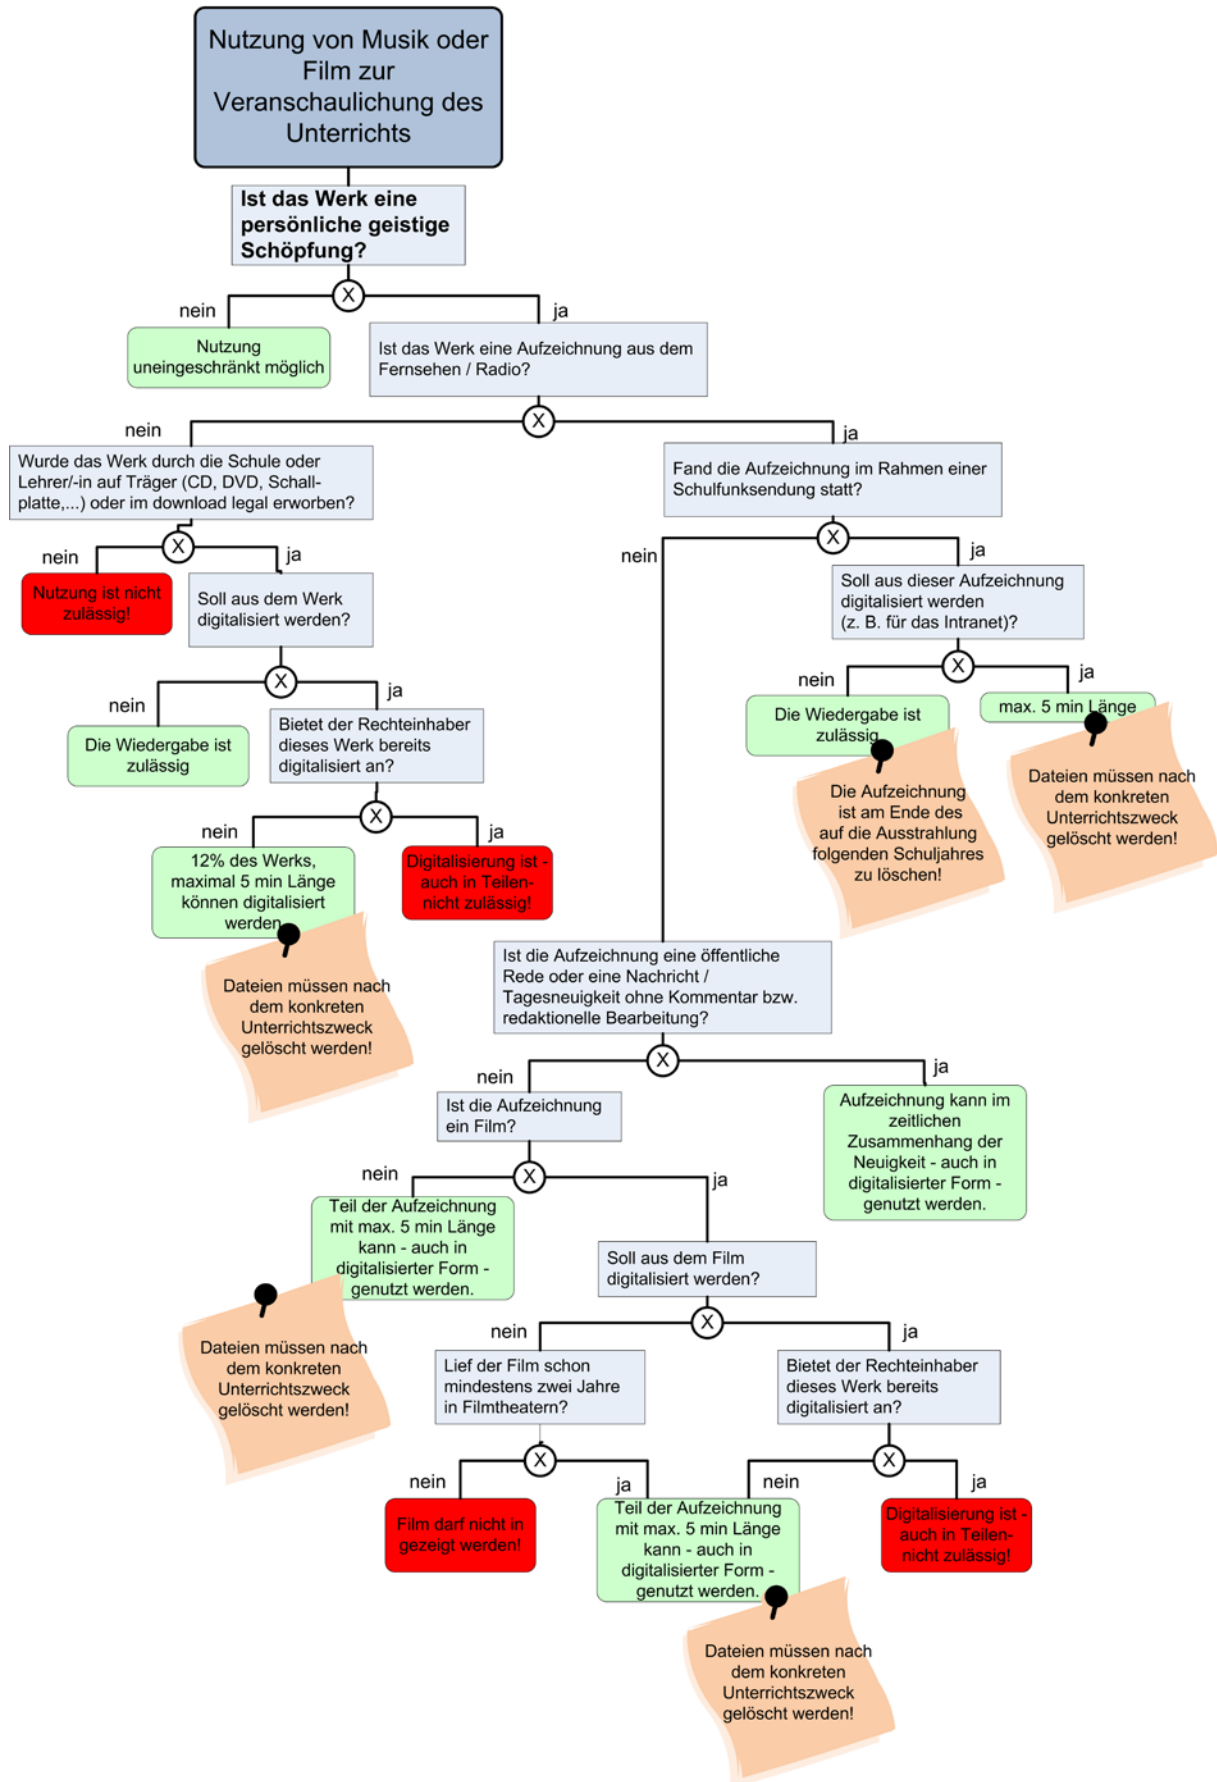 Nutzung von Musik oder
Film zur
Veranschaulichung des
Unterrichts
Ist das Werk eine
persönliche geistige
Schöpfung?
X
nein
ja
Nutzung
uneingeschränkt möglich
Ist das Werk eine Aufzeichnung aus dem
Fernsehen / Radio?
X
nein
ja
Wurde das Werk durch die Schule oder
Lehrer/-in auf Träger (CD, DVD, Schall-
platte,...) oder im download legal erworben?
Fand die Aufzeichnung im Rahmen einer
Schulfunksendung statt?
X
nein
ja
X
nein
ja
Nutzung ist nicht
zulässig!
Soll aus dem Werk
digitalisiert werden?
Soll aus dieser Aufzeichnung
digitalisiert werden
(z. B. für das Intranet)?
X
nein
ja
X
nein
ja
Die Wiedergabe ist
zulässig
Bietet der Rechteinhaber
dieses Werk bereits
digitalisiert an?
Die Wiedergabe ist
zulässig
max. 5 min Länge
Die Aufzeichnung
ist am Ende des
auf die Ausstrahlung
folgenden Schuljahres
zu löschen!
Dateien müssen nach
dem konkreten
Unterrichtszweck
gelöscht werden!
X
nein
ja
12% des Werks,
maximal 5 min Länge
können digitalisiert
werden
Digitalisierung ist -
auch in Teilen-
nicht zulässig!
Dateien müssen nach
dem konkreten
Unterrichtszweck
gelöscht werden!
Ist die Aufzeichnung eine öffentliche
Rede oder eine Nachricht /
Tagesneuigkeit ohne Kommentar bzw.
redaktionelle Bearbeitung?
X
nein
ja
Ist die Aufzeichnung
ein Film?
Aufzeichnung kann im
zeitlichen
Zusammenhang der
Neuigkeit - auch in
digitalisierter Form -
genutzt werden.
X
nein
ja
Teil der Aufzeichnung
mit max. 5 min Länge
kann - auch in
digitalisierter Form -
genutzt werden.
Soll aus dem Film
digitalisiert werden?
Dateien müssen nach
dem konkreten
Unterrichtszweck
gelöscht werden!
X
nein
ja
Lief der Film schon
mindestens zwei Jahre
in Filmtheatern?
Bietet der Rechteinhaber
dieses Werk bereits
digitalisiert an?
X
nein
ja
X
nein
ja
Film darf nicht in
gezeigt werden!
Teil der Aufzeichnung
mit max. 5 min Länge
kann - auch in
digitalisierter Form -
genutzt werden.
Digitalisierung ist -
auch in Teilen-
nicht zulässig!
Dateien müssen nach
dem konkreten
Unterrichtszweck
gelöscht werden!